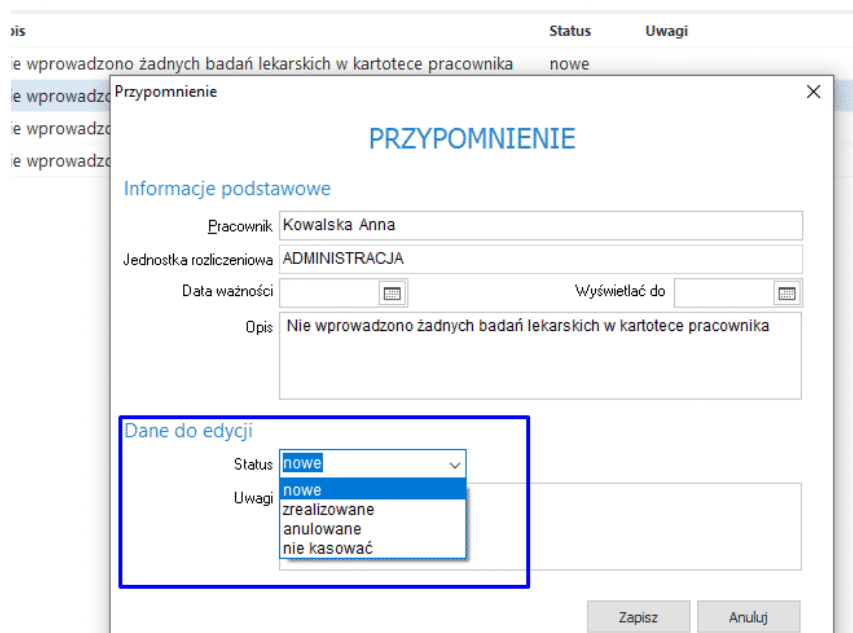 Status Uwagi
wprowadzono żadnych badań lekarskich w kartotece pracownika nowe
Przypomnienie
PRZYPOMNIENIE
Informacje podstawowe
Pracownik Kowalska Anna
Jednostka rozliczeniowa ADMINISTRACJA
Data ważności Wyświetlać do
Opis Nie wprowadzono żadnych badań lekarskich w kartotece pracownika
Dane do edycji
Status nowe
nowe
Uwagi
zrealizowane
anulowane
nie kasować
Zapisz Anuluj